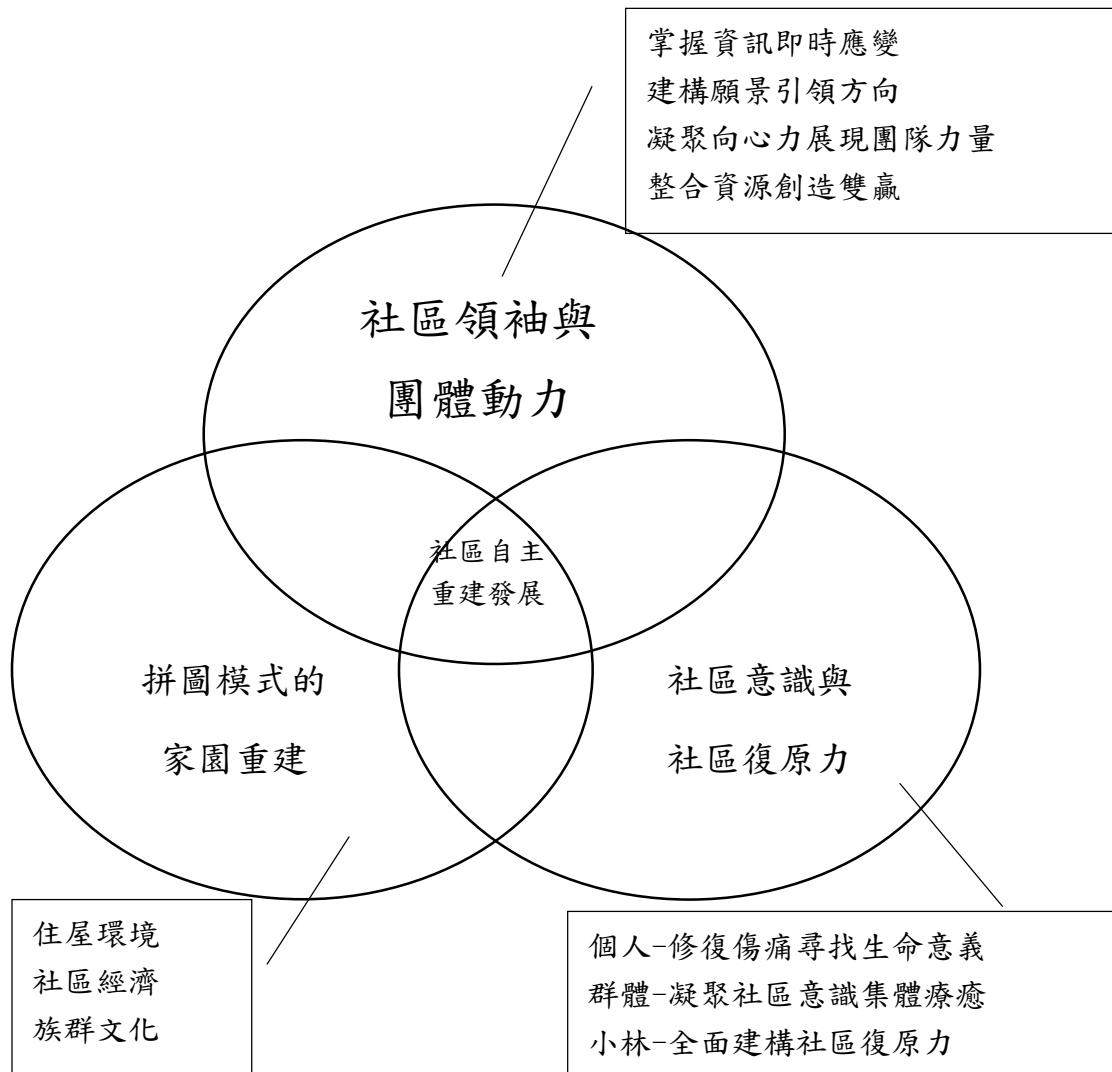 掌握資訊即時應變
建構願景引領方向
凝聚向心力展現團隊力量
整合資源創造雙贏
社區領袖與
團體動力
社區自主
重建發展
拼圖模式的
家園重建
社區意識與
社區復原力
住屋環境
社區經濟
族群文化
個人-修復傷痛尋找生命意義
群體-凝聚社區意識集體療癒
小林-全面建構社區復原力